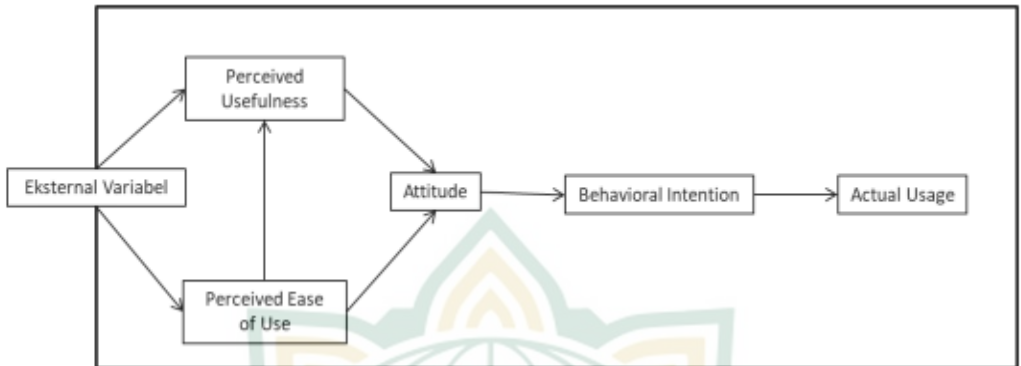 Perceived
Usefulness
Eksternal Variabel
Attitude
Behavioral Intention
Actual Usage
Perceived Ease
of Use